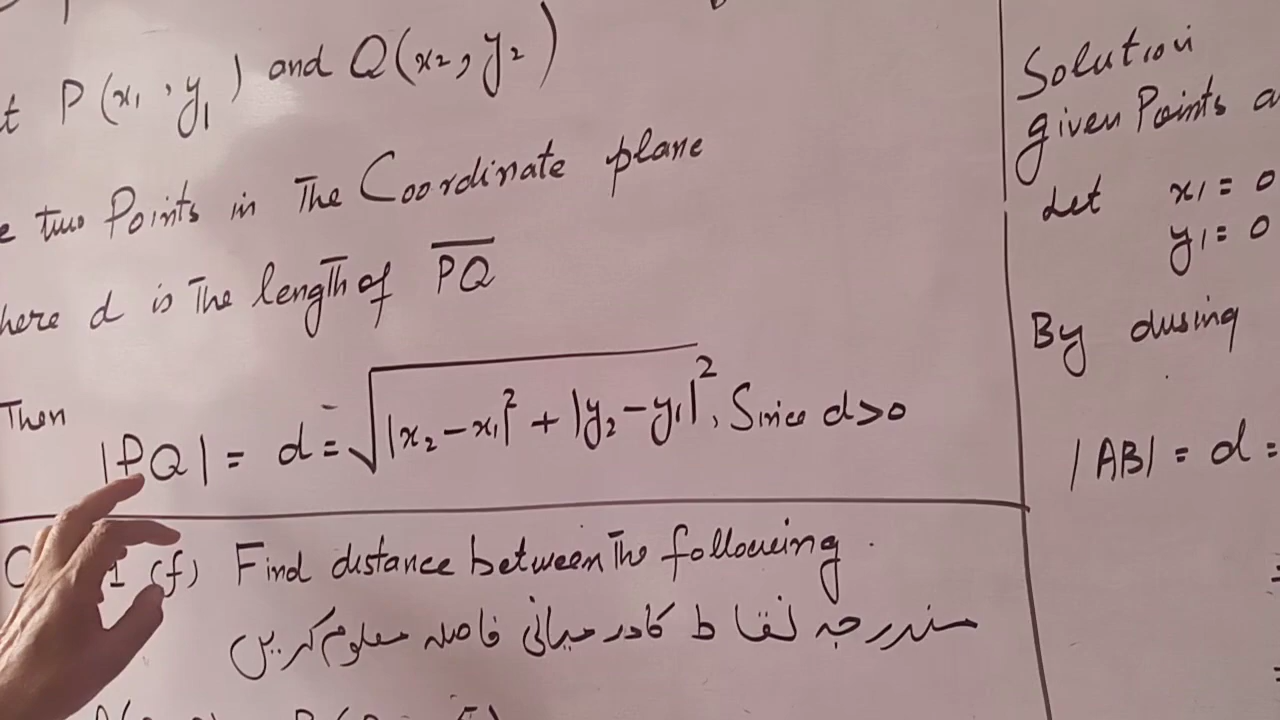 t P(x₁, y₁) and Q(x₂, y₂)
e two Points in The Coordinate plane
here d is The length of P̅Q̅
Then
|PQ| = d = √|x₂-x₁|² + |y₂-y₁|², Since d>0
(f) Find distance between The following.
مندرجہ نقاط کا درمیانی فاصلہ معلوم کریں
Solution
given Points a
Let x₁ = 0
y₁ = 0
By dusing
|AB| = d =